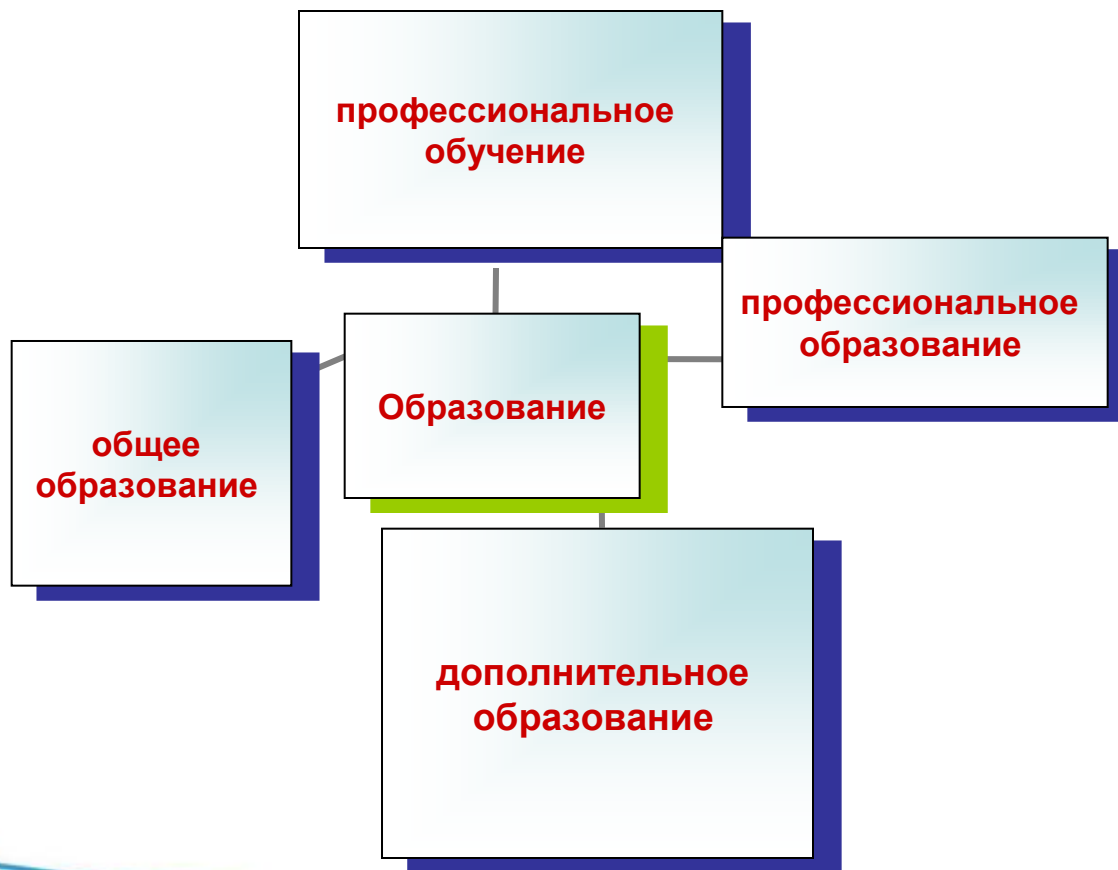 профессиональное
обучение
профессиональное
образование
Образование
общее
образование
дополнительное
образование